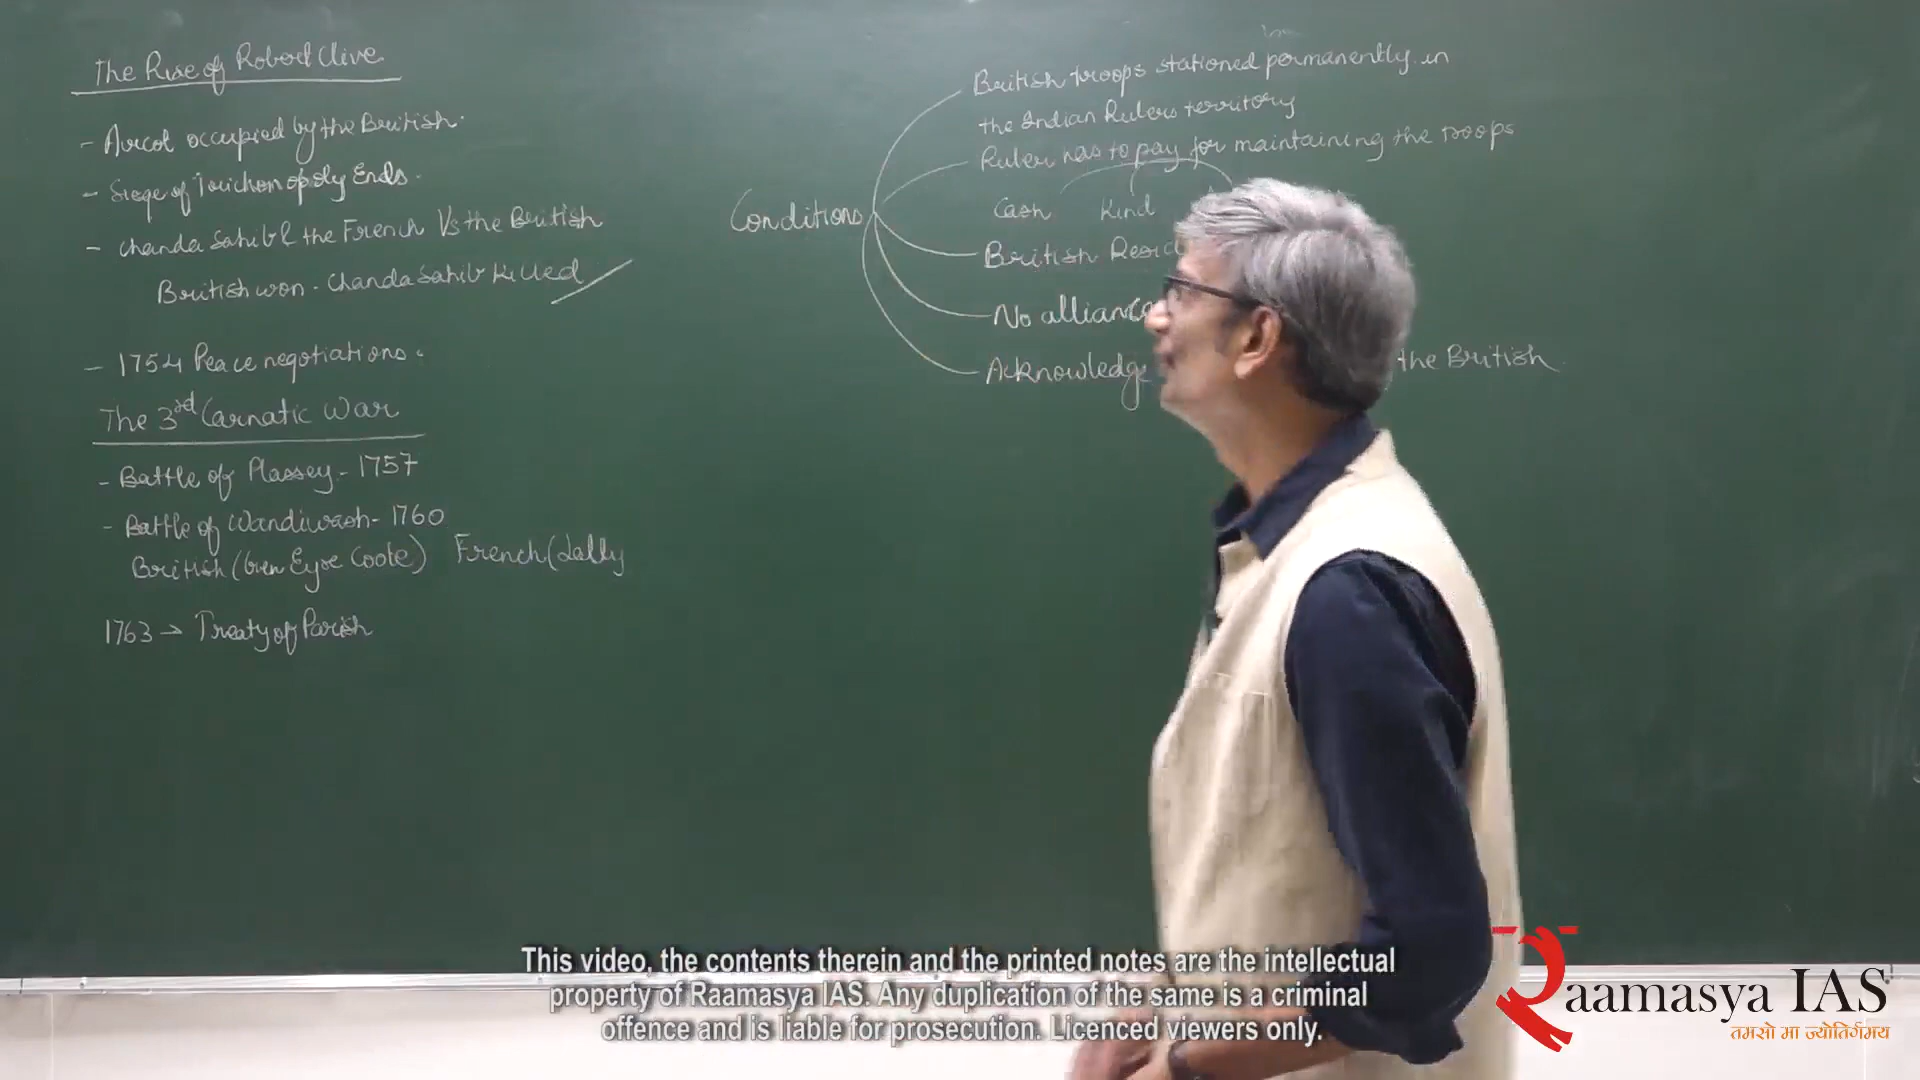 The Rise of Robert Clive
- Arcot occupied by the British.
- Siege of Trichonopoly Ends.
- Chanda Sahib & the French Vs the British
British won - Chanda Sahib Killed
- 1754 Peace negotiations.
The 3rd Carnatic War
- Battle of Plassey - 1757
- Battle of Wandiwash - 1760
British (Gen Eyre Coote) French (Lally
1763 → Treaty of Parish
Conditions
British troops stationed permanently in
the Indian Rulers territory
Ruler has to pay for maintaining the troops
Cash Kind
British
No alliance
Acknowledge the British
This video, the contents therein and the printed notes are the intellectual
property of Raamasya IAS. Any duplication of the same is a criminal
offence and is liable for prosecution. Licenced viewers only.
Raamasya IAS
तमसो मा ज्योतिर्गमय